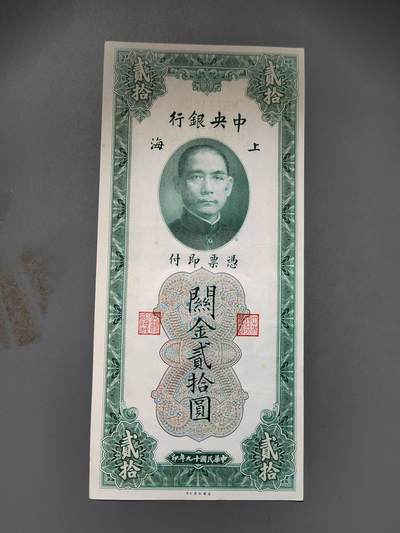 貳拾
貳拾
中央銀行
上海
憑票即付
關金貳拾圓
貳拾
貳拾
中華民國十九年印